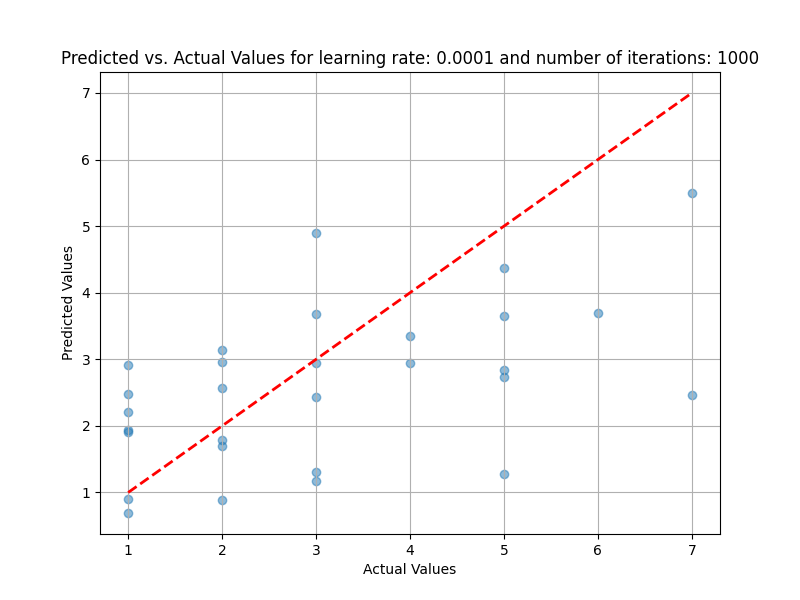 Predicted vs. Actual Values for learning rate: 0.0001 and number of iterations: 1000
7
6
5
4
3
2
1
Predicted Values
1 2 3 4 5 6 7
Actual Values